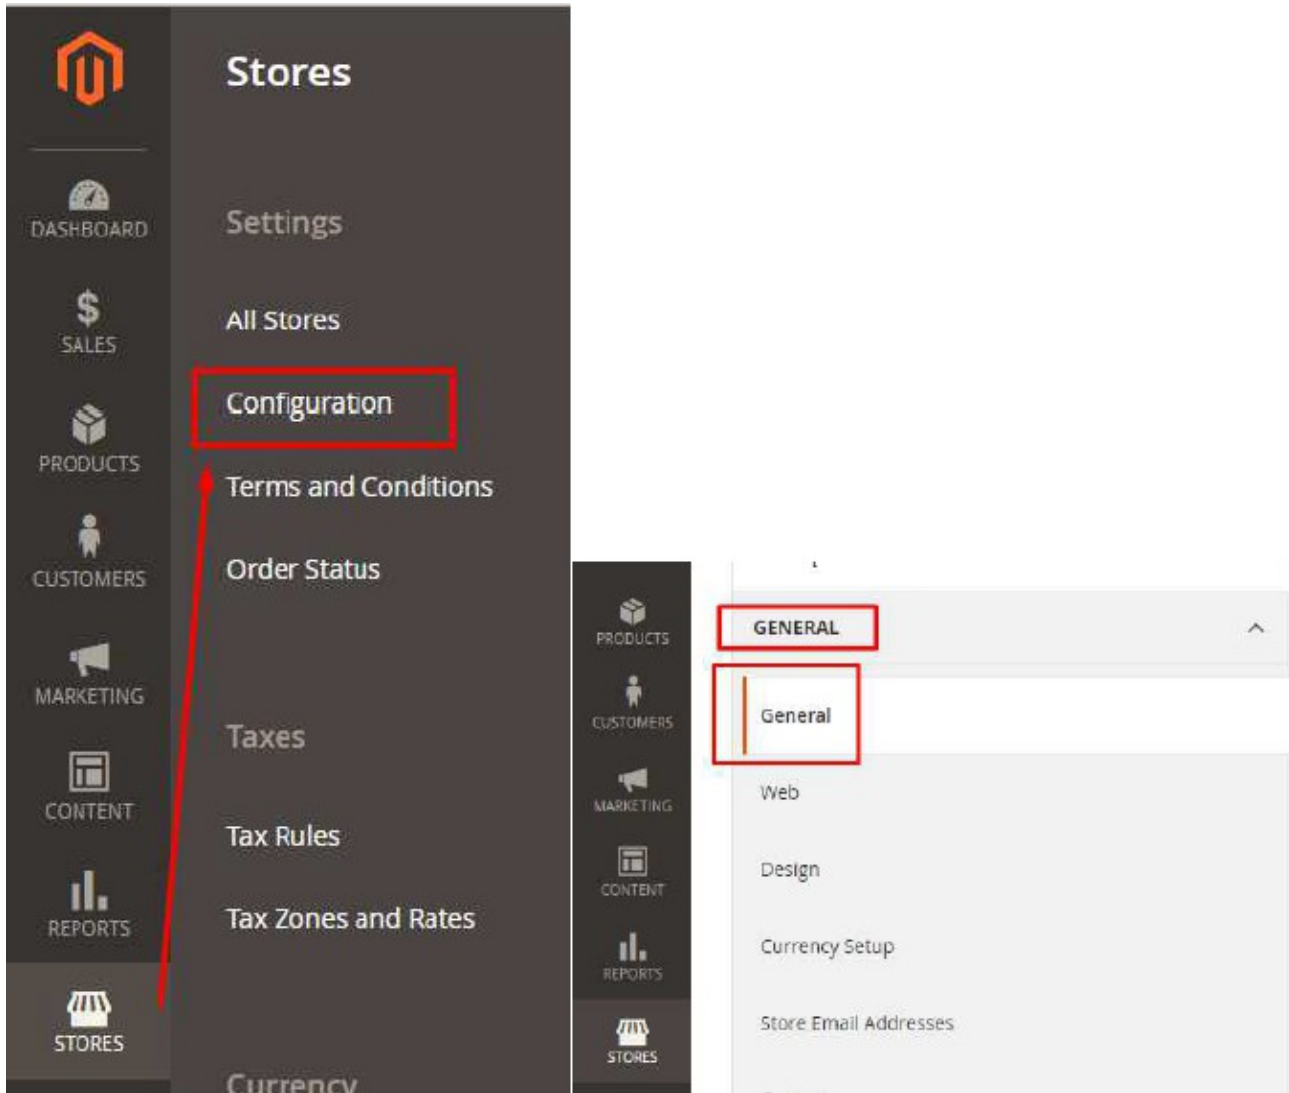 DASHBOARD
SALES
PRODUCTS
CUSTOMERS
MARKETING
CONTENT
REPORTS
STORES
Stores
Settings
All Stores
Configuration
Terms and Conditions
Order Status
Taxes
Tax Rules
Tax Zones and Rates
Currency
PRODUCTS
CUSTOMERS
MARKETING
CONTENT
REPORTS
STORES
GENERAL
General
Web
Design
Currency Setup
Store Email Addresses